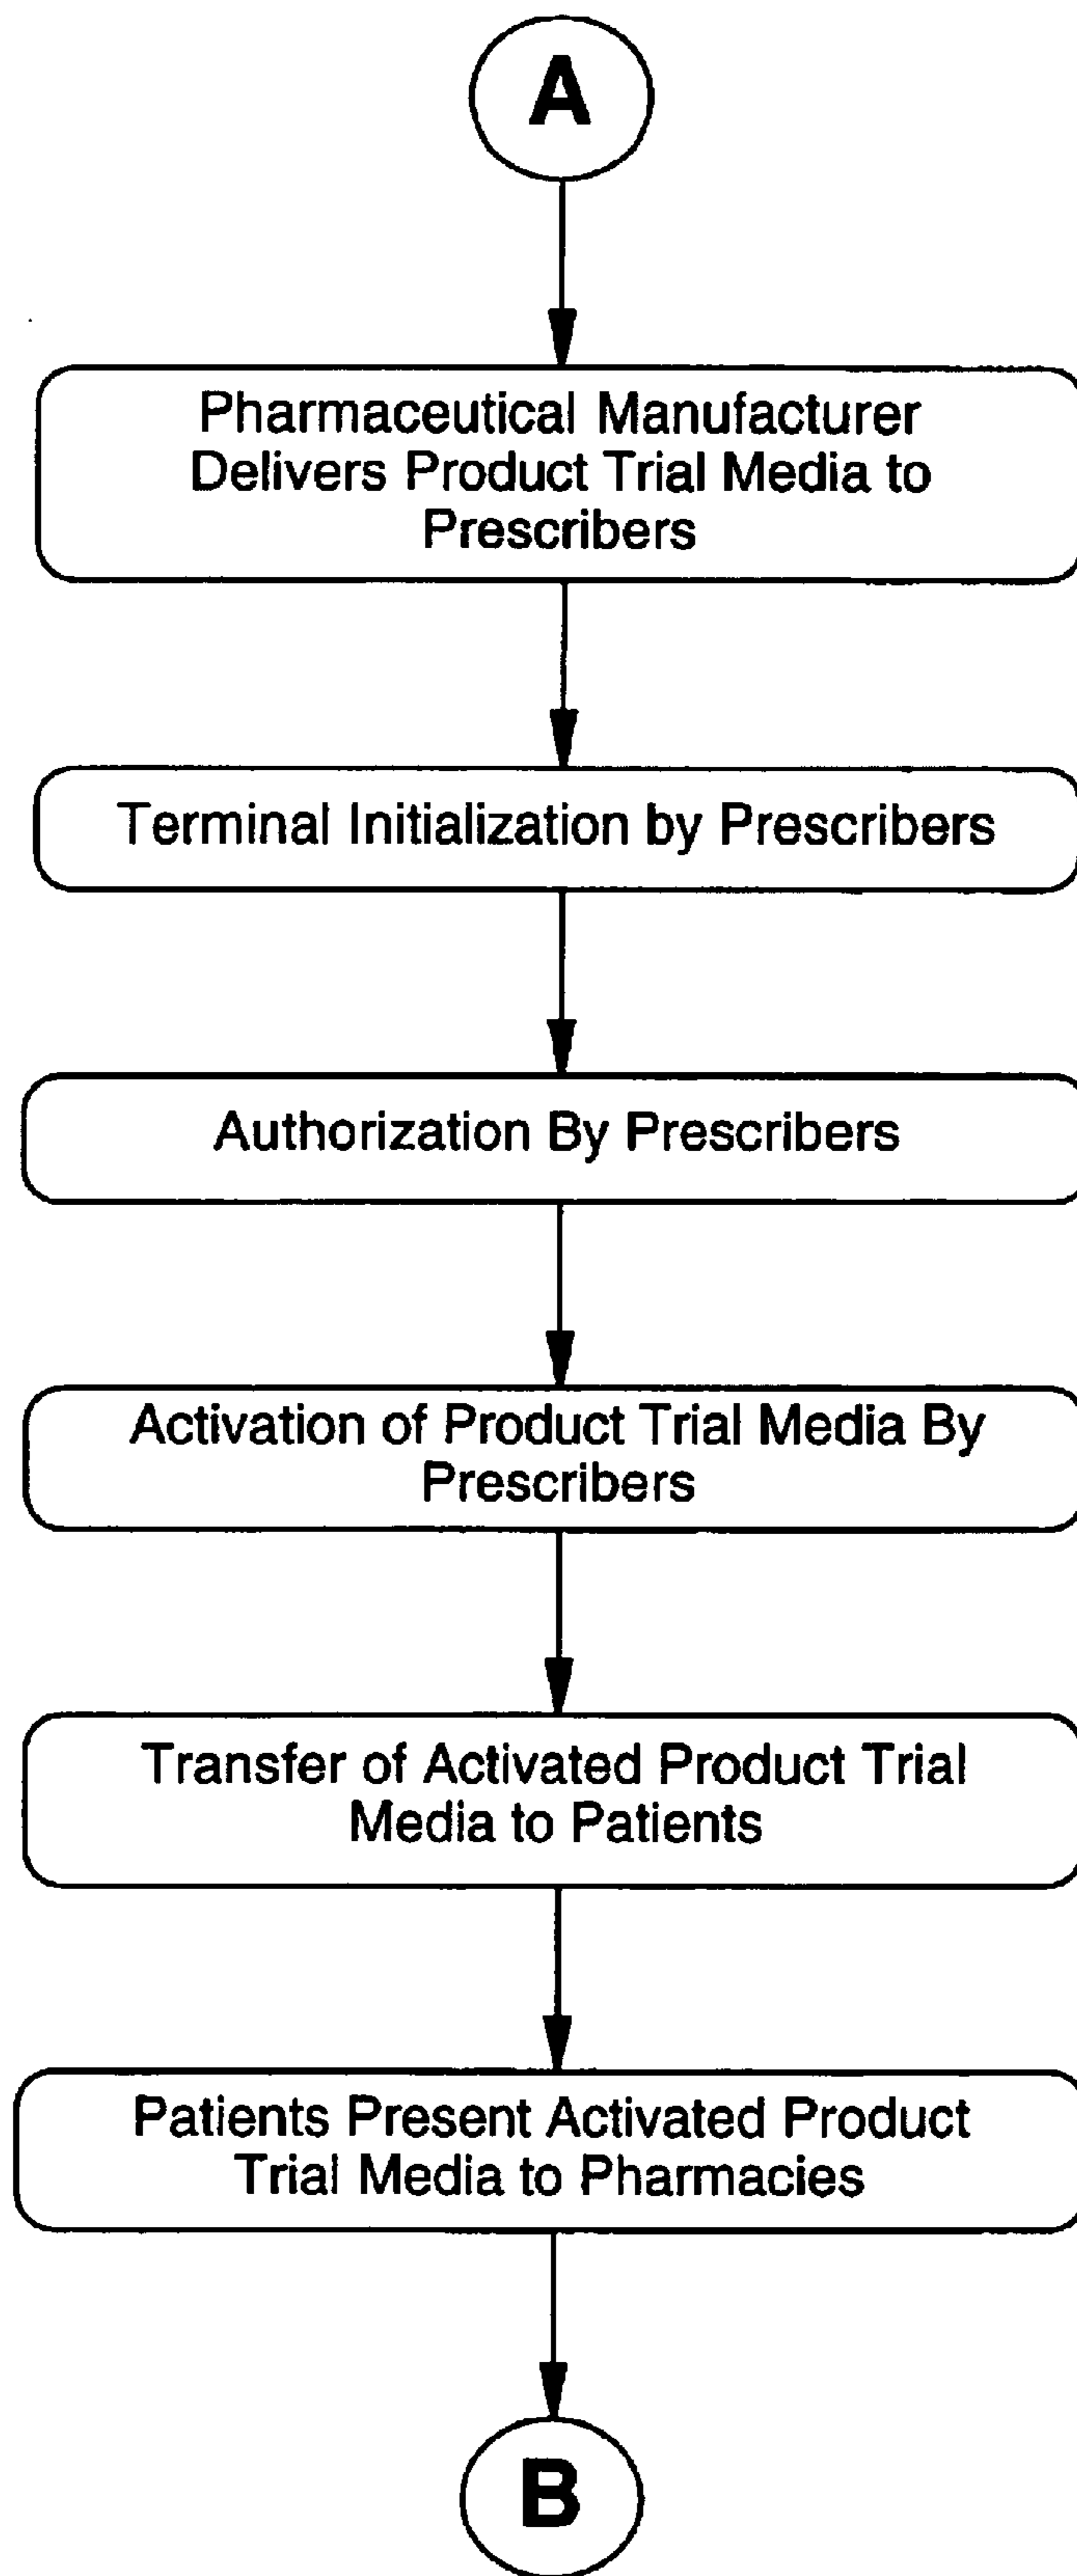 A
Pharmaceutical Manufacturer
Delivers Product Trial Media to
Prescribers
Terminal Initialization by Prescribers
Authorization By Prescribers
Activation of Product Trial Media By
Prescribers
Transfer of Activated Product Trial
Media to Patients
Patients Present Activated Product
Trial Media to Pharmacies
B